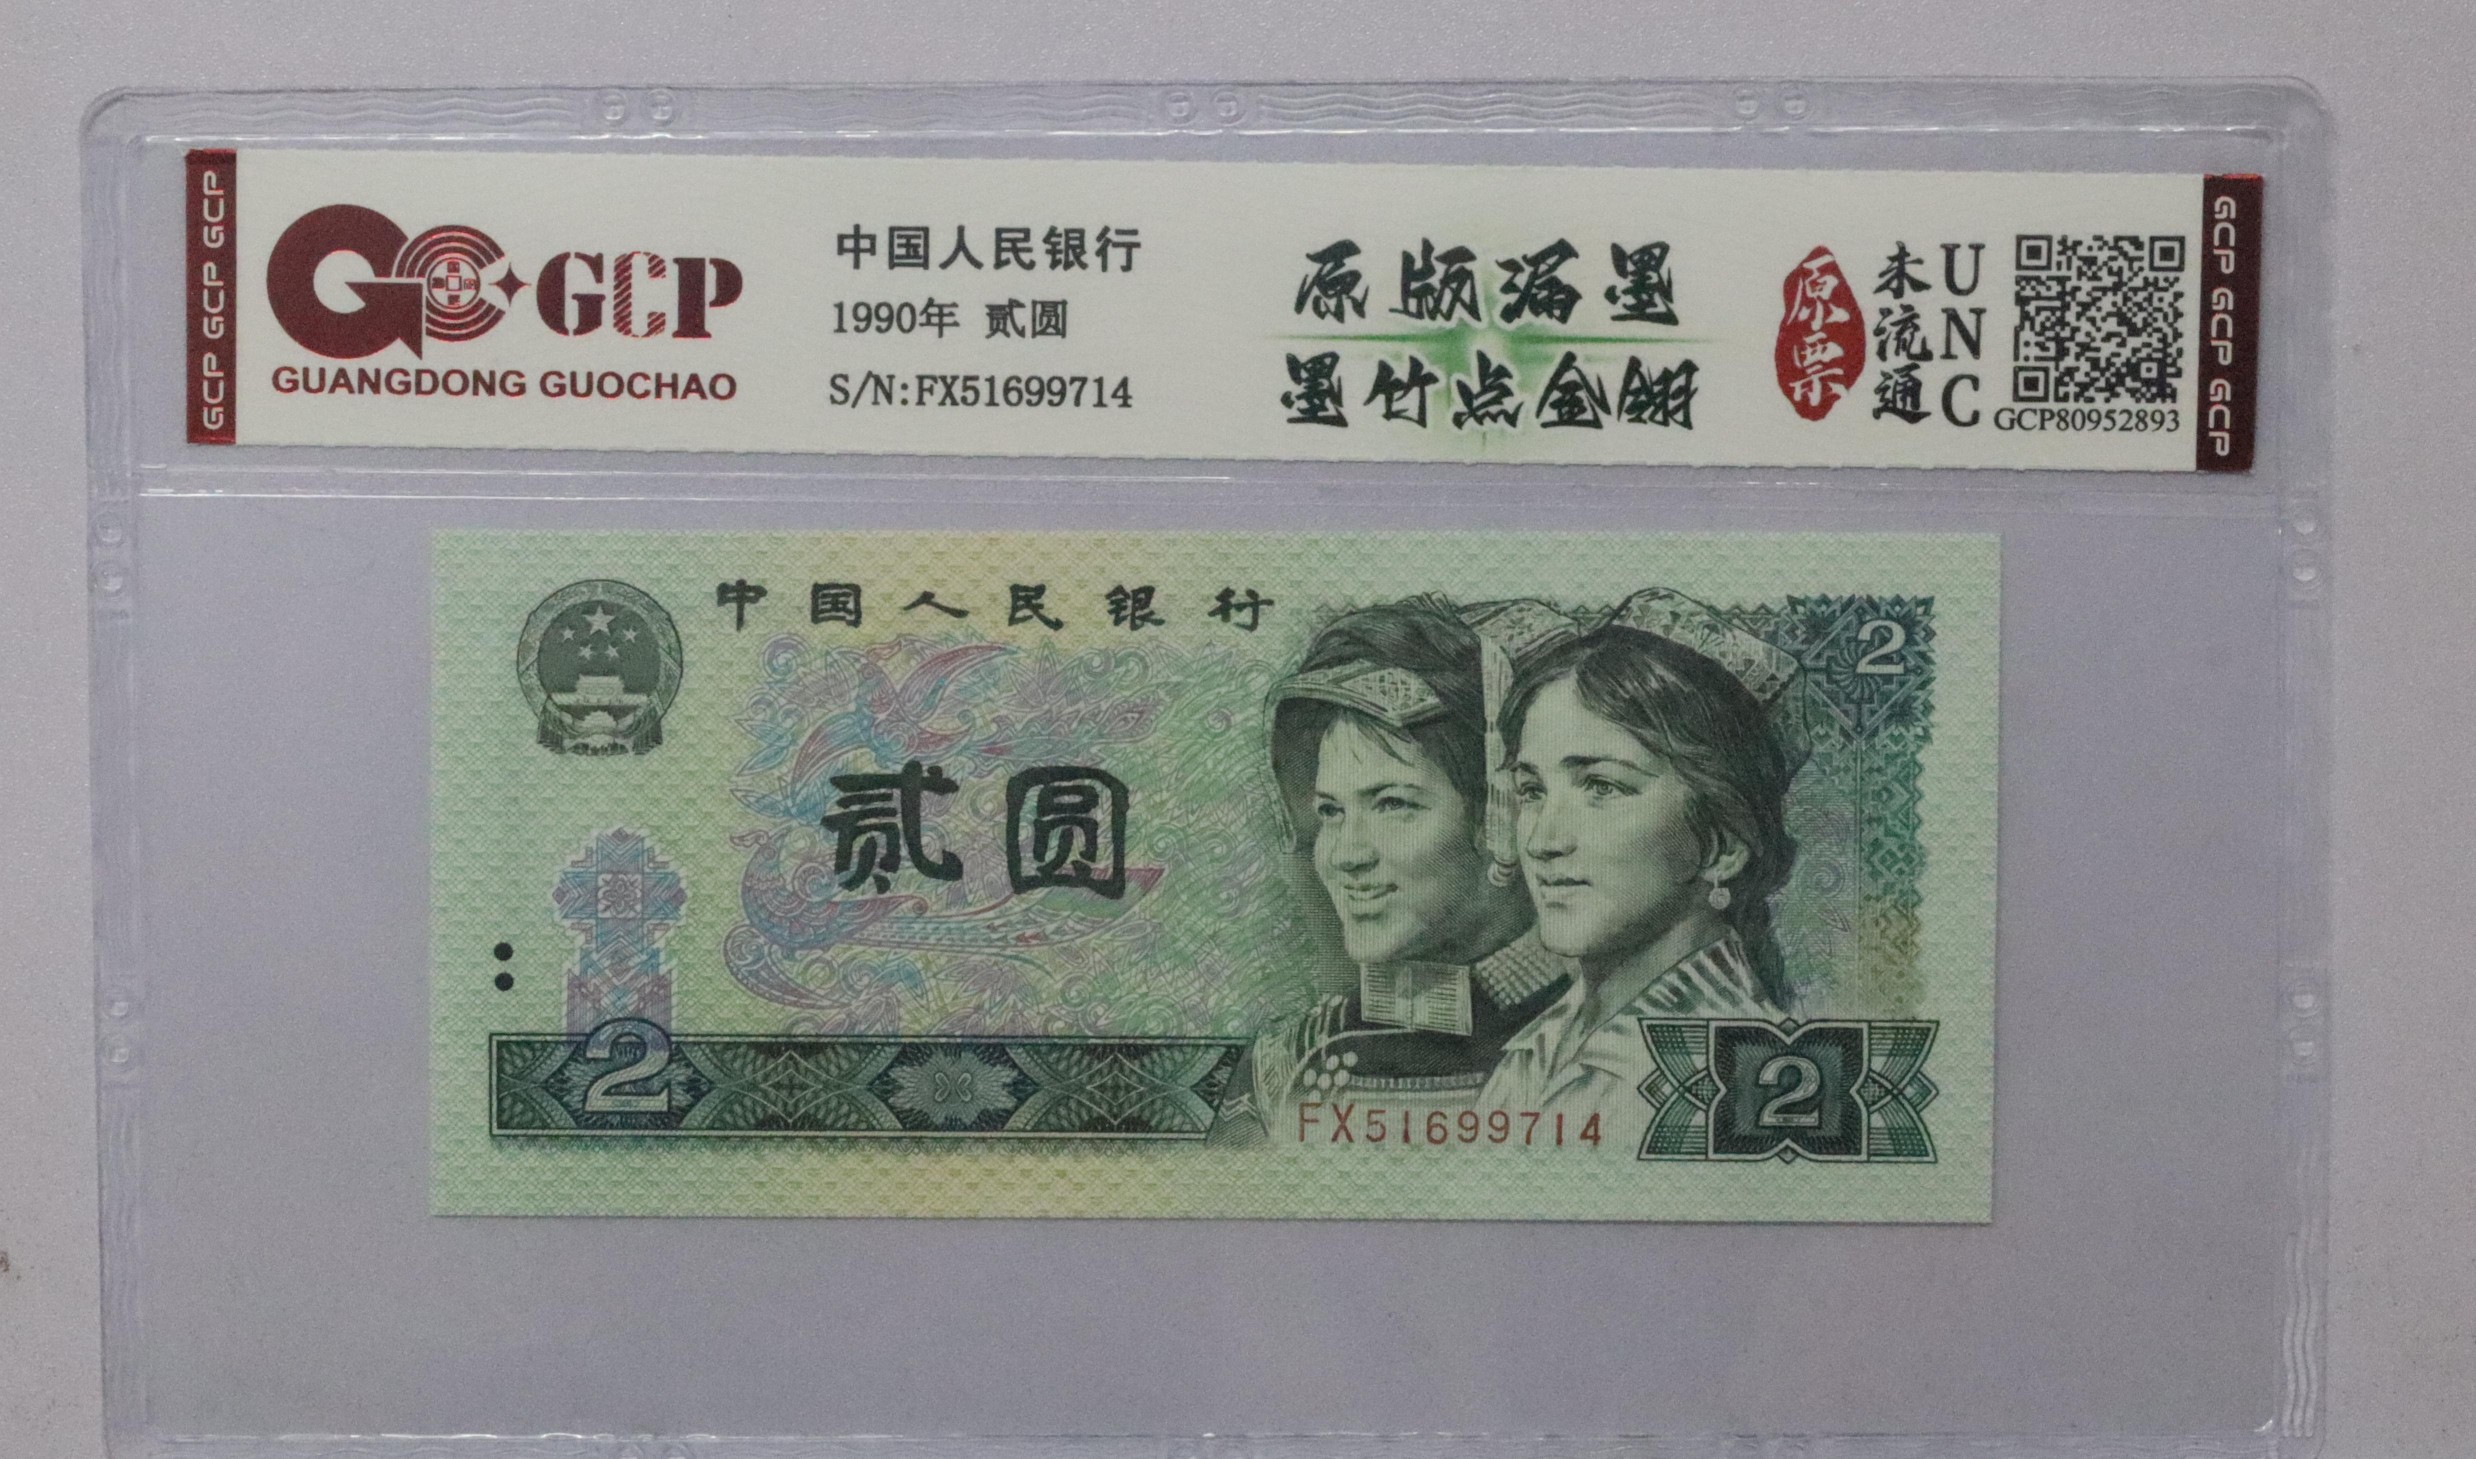 GCP GCP GCP
GCP
GUANGDONG GUOCHAO
中国人民银行
1990年 贰圆
S/N:FX51699714
原版漏墨
墨竹点金翎
原票
未流通
UNC
GCP80952893
GCP GCP GCP
中国人民银行
2
贰圆
2
FX51699714
2